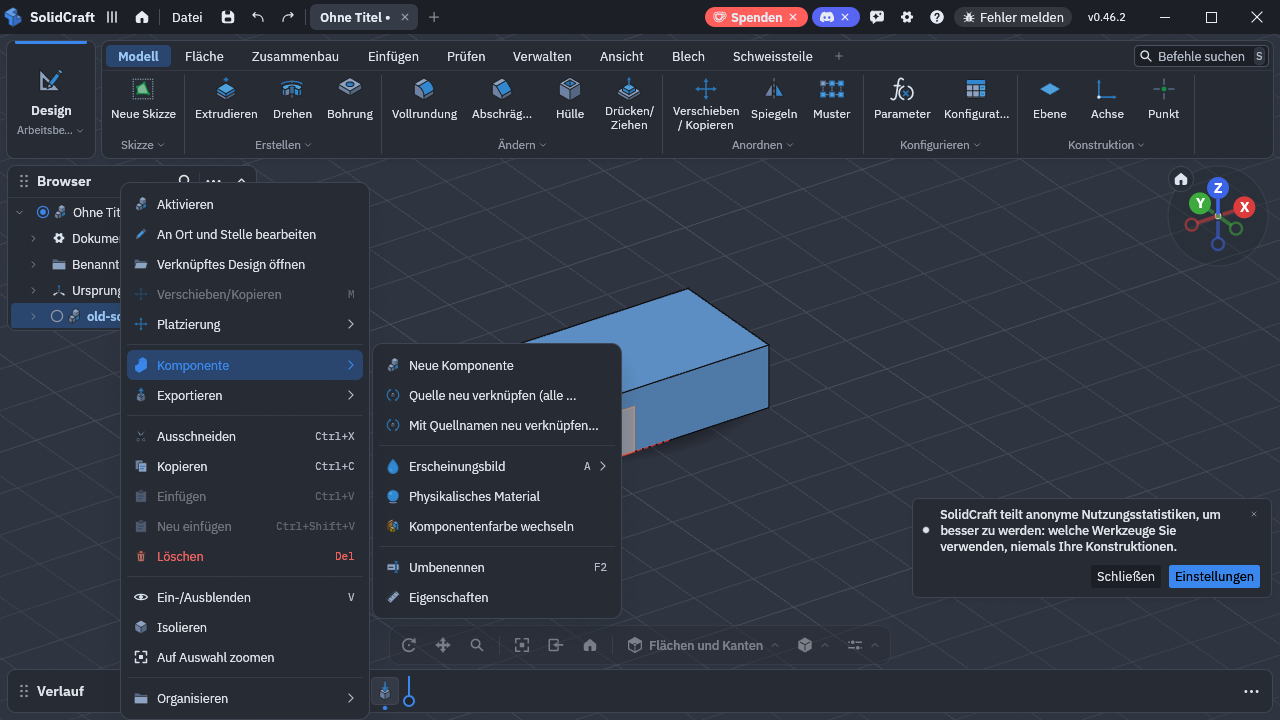 SolidCraft
Datei
Ohne Titel •
Spenden
Fehler melden
v0.46.2
Design
Arbeitsbe...
Modell
Fläche
Zusammenbau
Einfügen
Prüfen
Verwalten
Ansicht
Blech
Schweissteile
Befehle suchen
S
Neue Skizze
Extrudieren
Drehen
Bohrung
Vollrundung
Abschräg...
Hülle
Drücken/
Ziehen
Verschieben
/ Kopieren
Spiegeln
Muster
Parameter
Konfigurat...
Ebene
Achse
Punkt
Skizze
Erstellen
Ändern
Anordnen
Konfigurieren
Konstruktion
Browser
Ohne Tit
Dokume
Benannt
Ursprung
old-so
Aktivieren
An Ort und Stelle bearbeiten
Verknüpftes Design öffnen
Verschieben/Kopieren M
Platzierung
Komponente
Exportieren
Ausschneiden Ctrl+X
Kopieren Ctrl+C
Einfügen Ctrl+V
Neu einfügen Ctrl+Shift+V
Löschen Del
Ein-/Ausblenden V
Isolieren
Auf Auswahl zoomen
Organisieren
Neue Komponente
Quelle neu verknüpfen (alle ...
Mit Quellnamen neu verknüpfen...
Erscheinungsbild A
Physikalisches Material
Komponentenfarbe wechseln
Umbenennen F2
Eigenschaften
Z
Y
X
SolidCraft teilt anonyme Nutzungsstatistiken, um
besser zu werden: welche Werkzeuge Sie
verwenden, niemals Ihre Konstruktionen.
Schließen
Einstellungen
Flächen und Kanten
Verlauf